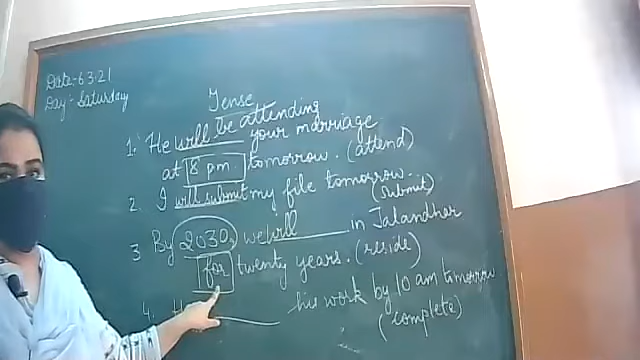 Date:- 6.3.21
Day:- Saturday
Tense
1. He will be attending your marriage
at 8 pm tomorrow. (attend)
2. I will submit my file tomorrow.
(submit)
3 By 2030, we will ______ in Jalandhar
for twenty years. (reside)
4. ______ his work by 10 am tomorrow
(complete)